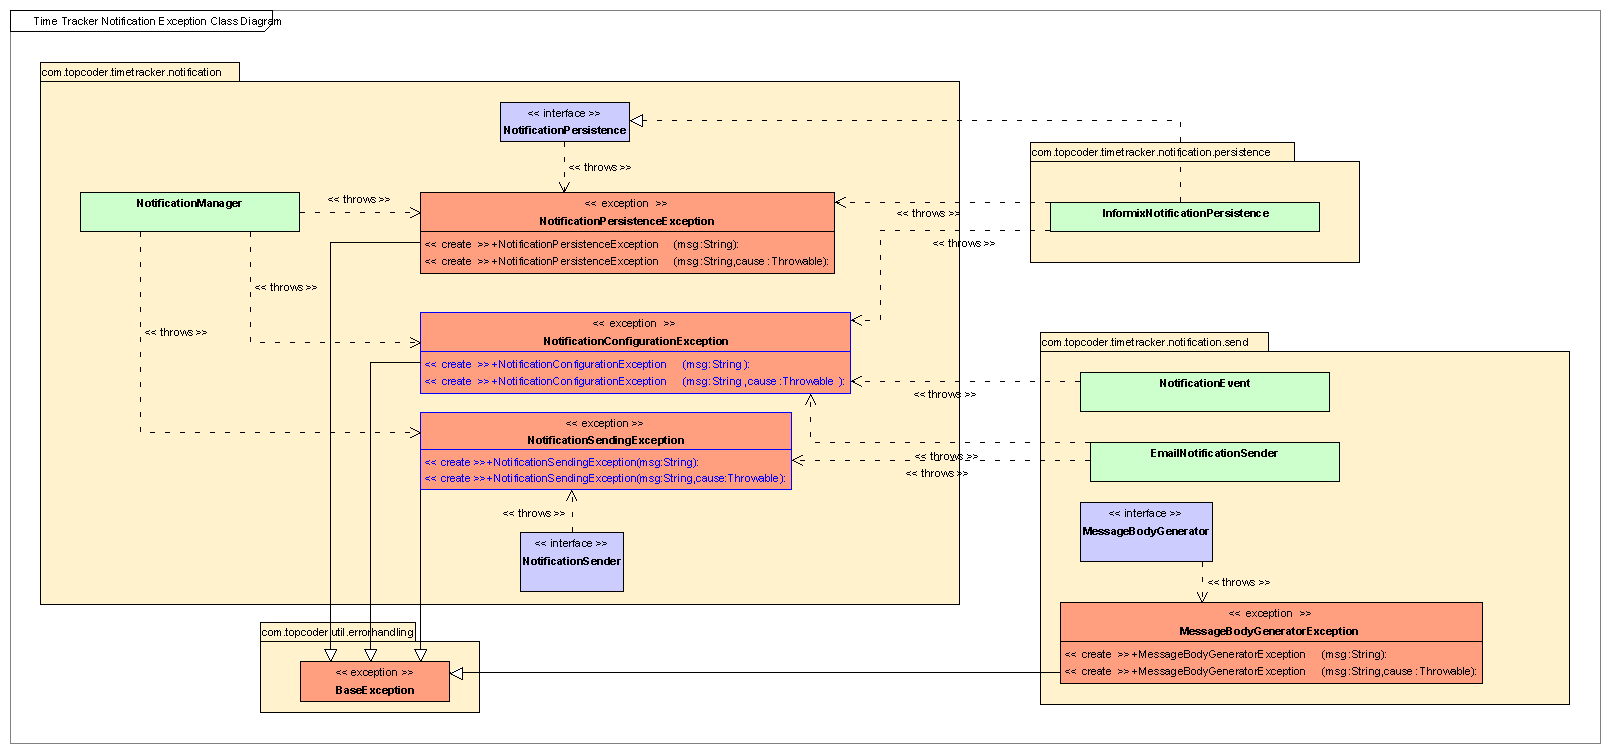 Time Tracker Notification Exception Class Diagram
com.topcoder.timetracker.notification
<< interface >>
NotificationPersistence
<< throws >>
com.topcoder.timetracker.notification.persistence
NotificationManager
<< throws >>
<< exception >>
NotificationPersistenceException
<< create >>+NotificationPersistenceException (msg:String):
<< create >>+NotificationPersistenceException (msg:String,cause:Throwable):
<< throws >>
InformixNotificationPersistence
<< throws >>
<< throws >>
<< throws >>
<< exception >>
NotificationConfigurationException
<< create >>+NotificationConfigurationException (msg:String):
<< create >>+NotificationConfigurationException (msg:String,cause:Throwable):
com.topcoder.timetracker.notification.send
NotificationEvent
<< throws >>
<< exception >>
NotificationSendingException
<< create >>+NotificationSendingException(msg:String):
<< create >>+NotificationSendingException(msg:String,cause:Throwable):
EmailNotificationSender
<< throws >>
<< throws >>
<< throws >>
<< interface >>
NotificationSender
<< interface >>
MessageBodyGenerator
<< throws >>
<< exception >>
MessageBodyGeneratorException
<< create >>+MessageBodyGeneratorException (msg:String):
<< create >>+MessageBodyGeneratorException (msg:String,cause:Throwable):
com.topcoder.util.errorhandling
<< exception >>
BaseException